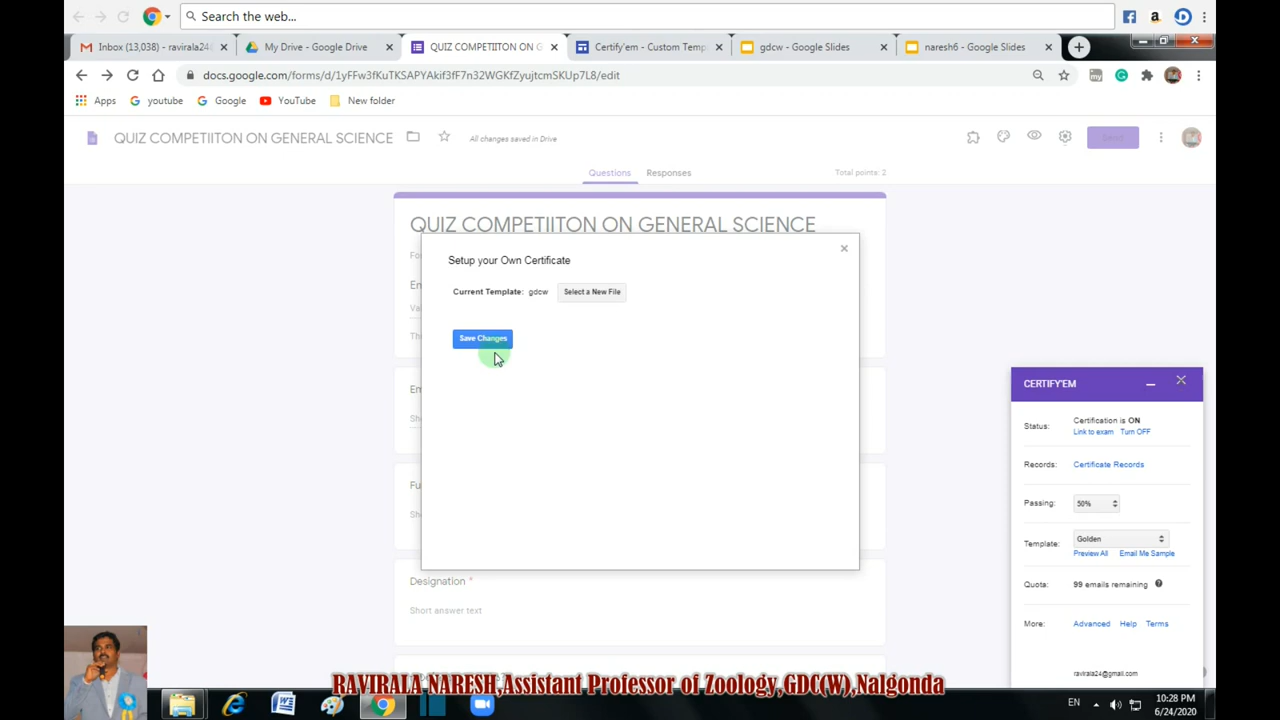 Search the web...
Inbox (13,038) - ravirala24
My Drive - Google Drive
QUIZ COMPETIITON ON G
Certify'em - Custom Temp
gdcw - Google Slides
naresh6 - Google Slides
docs.google.com/forms/d/1yFFw3fKuTKSAPYAkif3fF7n32WGKfZyujtcmSKUp7L8/edit
Apps
youtube
Google
YouTube
New folder
QUIZ COMPETIITON ON GENERAL SCIENCE
All changes saved in Drive
Send
Questions
Responses
Total points: 2
QUIZ COMPETIITON ON GENERAL SCIENCE
Setup your Own Certificate
Current Template: gdcw
Select a New File
Save Changes
Designation *
Short answer text
CERTIFY'EM
Status:
Certification is ON
Link to exam Turn OFF
Records:
Certificate Records
Passing:
50%
Template:
Golden
Preview All Email Me Sample
Quota:
99 emails remaining
More:
Advanced Help Terms
ravirala24@gmail.com
RAVIRALA NARESH,Assistant Professor of Zoology,GDC(W),Nalgonda
EN
10:28 PM
6/24/2020